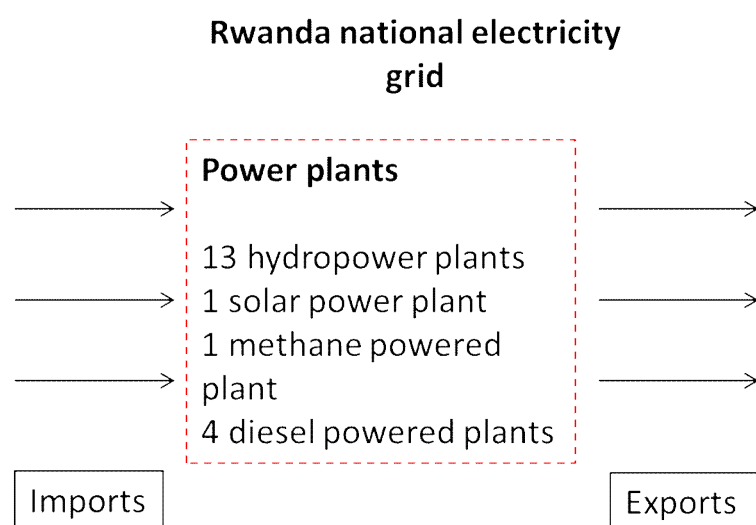 Rwanda national electricity
grid
Power plants
13 hydropower plants
1 solar power plant
1 methane powered
plant
4 diesel powered plants
Imports
Exports